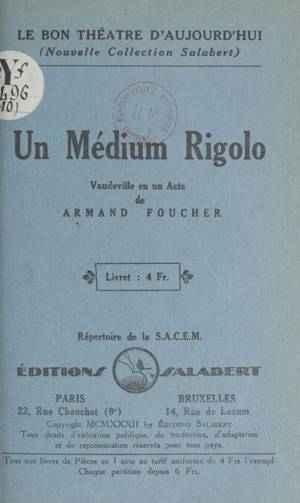 LE BON THÉATRE D'AUJOURD'HUI
(Nouvelle Collection Salabert)
Un Médium Rigolo
Vaudeville en un Acte
de
ARMAND FOUCHER
Livret : 4 Fr.
Répertoire de la S.A.C.E.M.
ÉDITIONS SALABERT
PARIS BRUXELLES
22, Rue Chauchat (9e) 14, Rue de Loxum
Copyright MCMXXXII by ÉDITIONS SALABERT
Tous droits d'exécution publique, de traduction, d'adaptation
et de représentation réservés pour tous pays.
Tous nos livres de Pièces en 1 acte au tarif uniforme de 4 Frs l'exempl.
Chaque partition depuis 6 Frs.